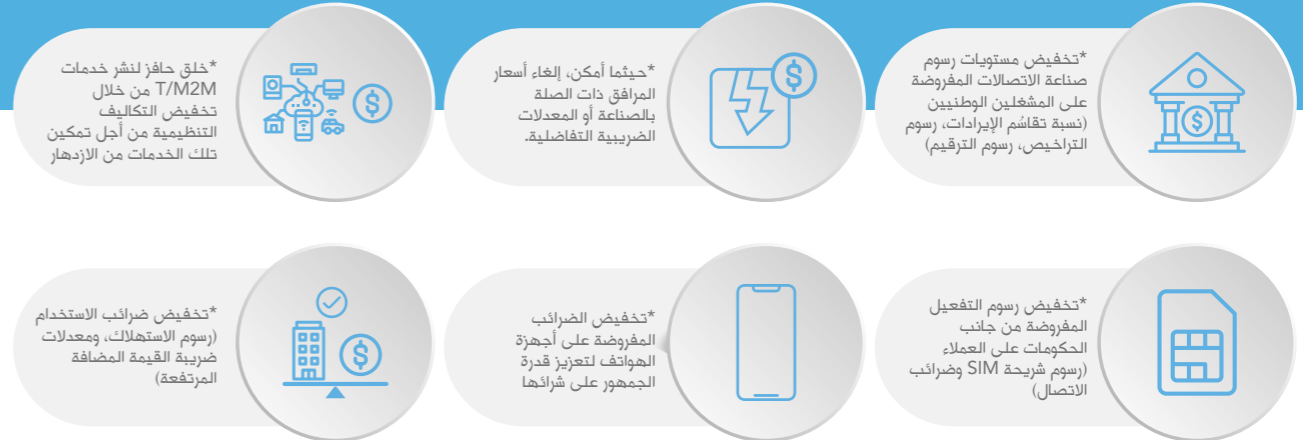 *تخفيض مستويات رسوم
صناعة الاتصالات المفروضة
على المشغلين الوطنيين
(نسبة تقاسُم الإيرادات، رسوم
التراخيص، رسوم الترقيم)
*حيثما أمكن، إلغاء أسعار
المرافق ذات الصلة
بالصناعة أو المعدلات
الضريبية التفاضلية.
*خلق حافز لنشر خدمات
T/M2M من خلال
تخفيض التكاليف
التنظيمية من أجل تمكين
تلك الخدمات من الازدهار
*تخفيض رسوم التفعيل
المفروضة من جانب
الحكومات على العملاء
(رسوم شريحة SIM وضرائب
الاتصال)
*تخفيض الضرائب
المفروضة على أجهزة
الهواتف لتعزيز قدرة
الجمهور على شرائها
*تخفيض ضرائب الاستخدام
(رسوم الاستهلاك، ومعدلات
ضريبة القيمة المضافة
المرتفعة)